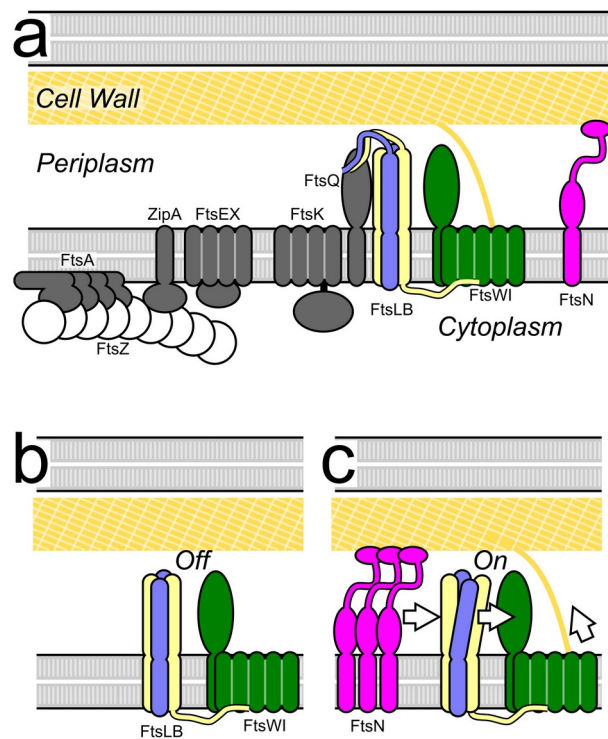 a
Cell Wall
Periplasm
FtsQ
ZipA
FtsEX
FtsK
FtsA
FtsZ
FtsLB
FtsWI
FtsN
Cytoplasm
b
c
Off
On
FtsLB
FtsWI
FtsN